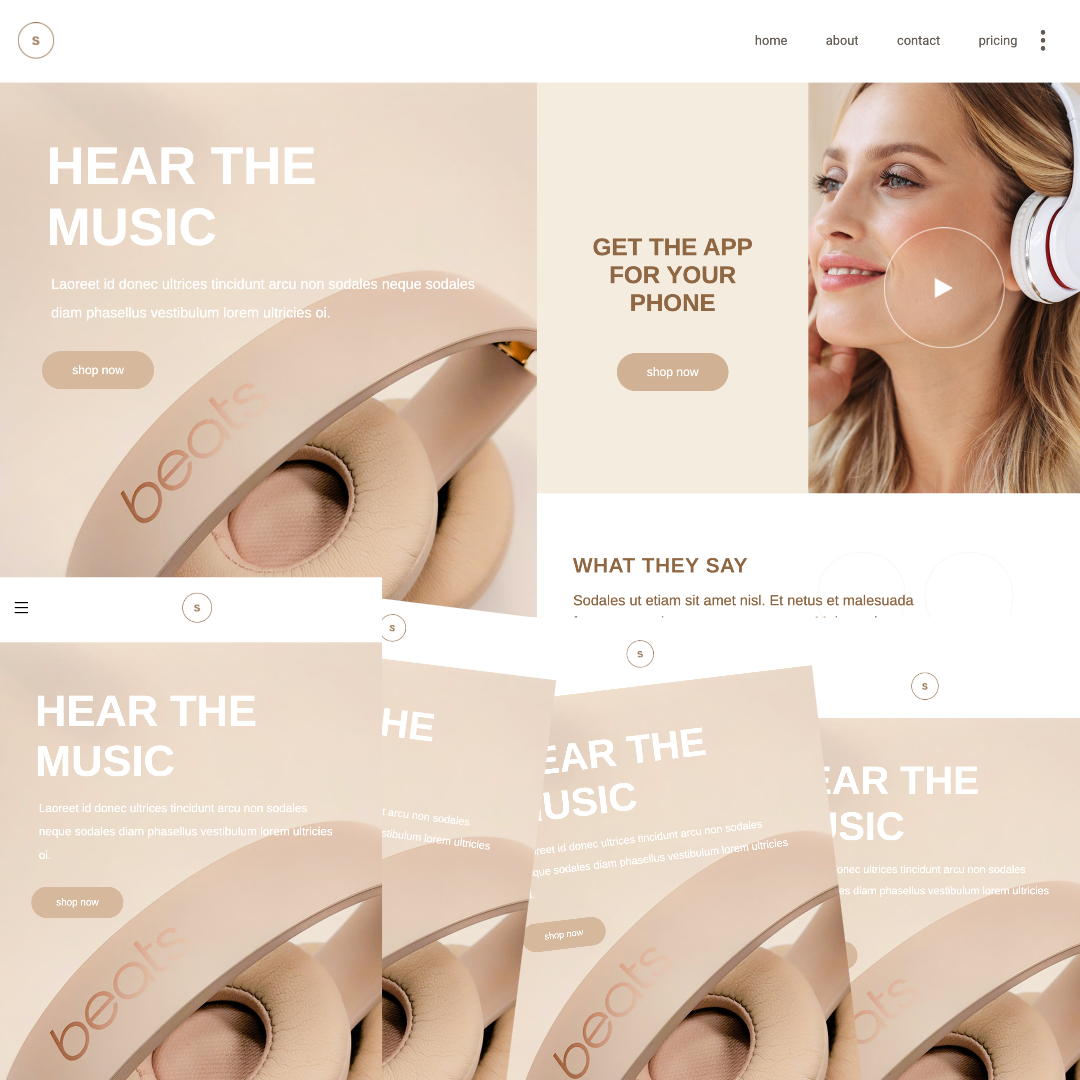 S
home about contact pricing
HEAR THE
MUSIC
Laoreet id donec ultrices tincidunt arcu non sodales neque sodales
diam phasellus vestibulum lorem ultricies oi.
shop now
beats
GET THE APP
FOR YOUR
PHONE
shop now
WHAT THEY SAY
Sodales ut etiam sit amet nisl. Et netus et malesuada
S
HEAR THE
MUSIC
Laoreet id donec ultrices tincidunt arcu non sodales
neque sodales diam phasellus vestibulum lorem ultricies
oi.
shop now
beats
S
HE
t arcu non sodales
stibulum lorem ultricies
S
EAR THE
USIC
reet id donec ultrices tincidunt arcu non sodales
que sodales diam phasellus vestibulum lorem ultricies
shop now
beats
S
EAR THE
USIC
onec ultrices tincidunt arcu non sodales
es diam phasellus vestibulum lorem ultricies
eats